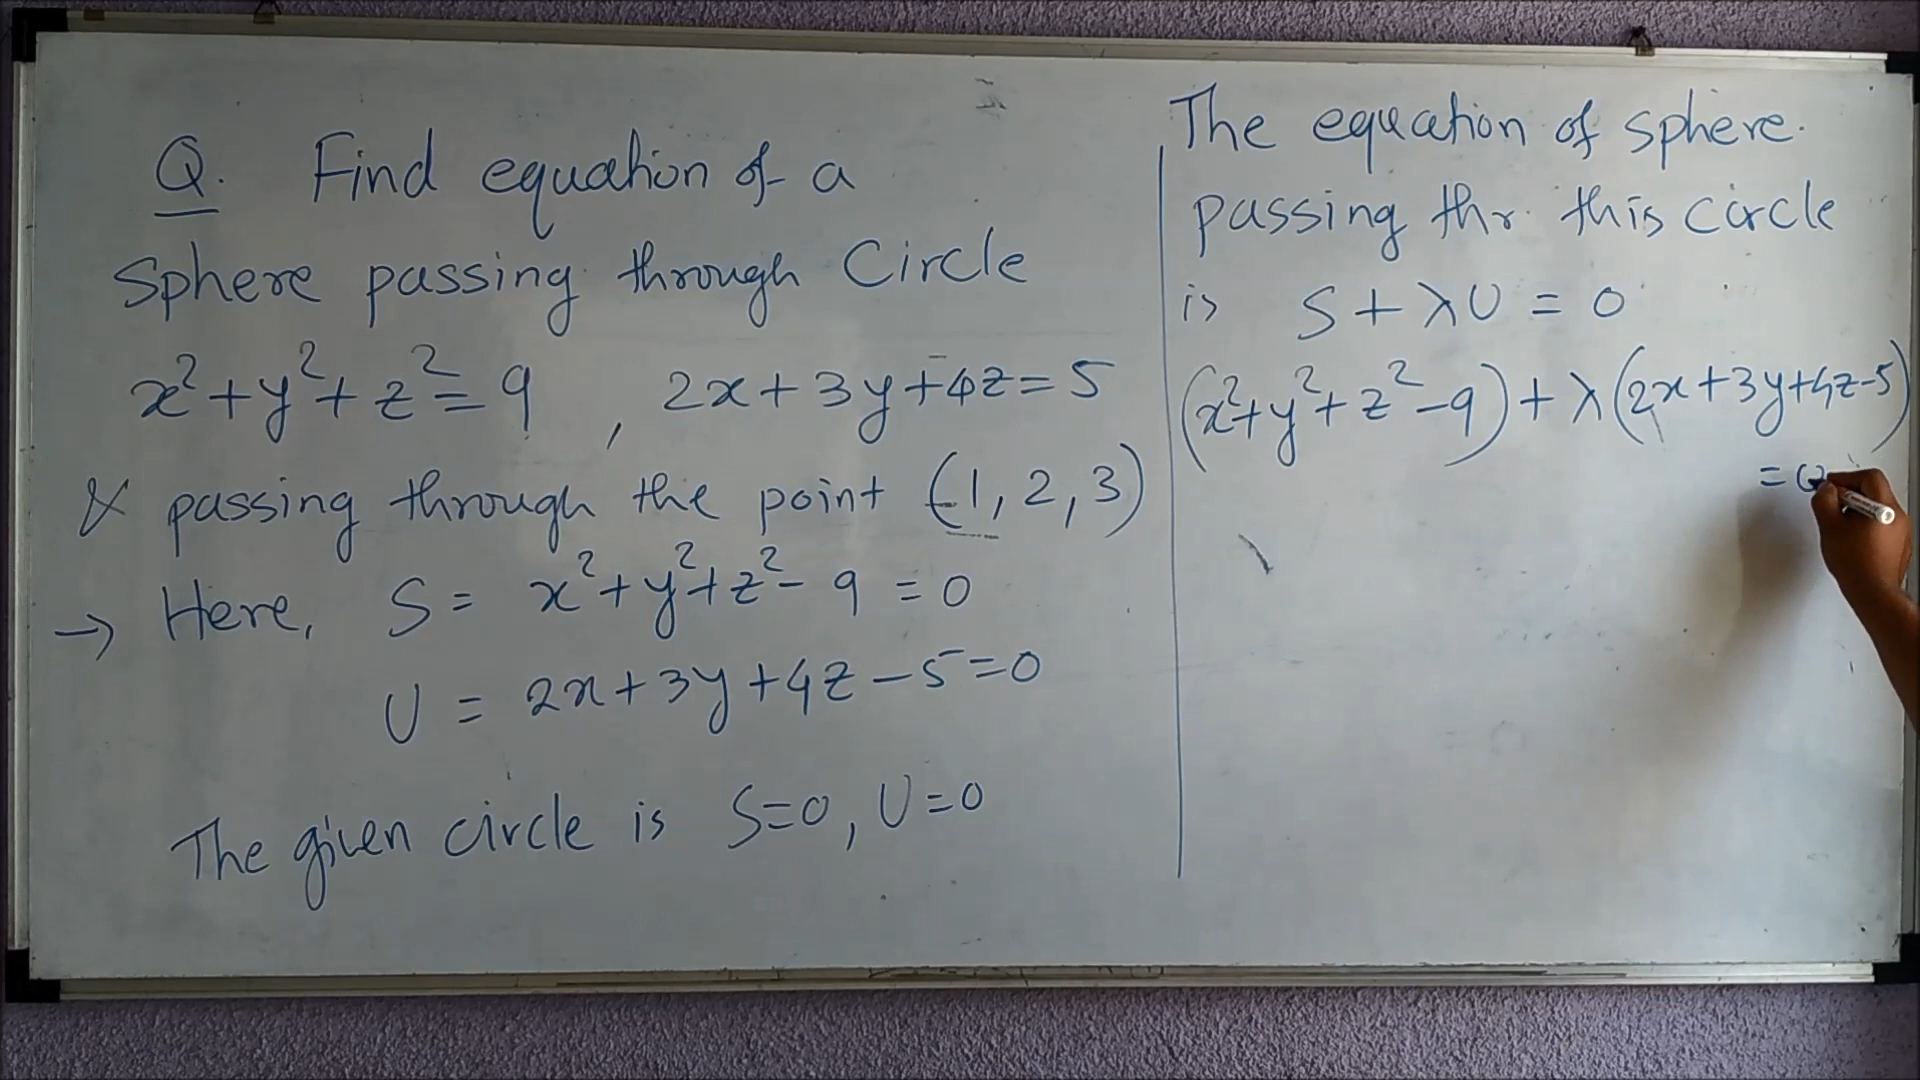 Q. Find equation of a
Sphere passing through Circle
x²+y²+z²=9 , 2x+3y+4z=5
& passing through the point (1,2,3)
→ Here, S = x²+y²+z²-9 = 0
U = 2x+3y+4z-5=0
The given circle is S=0, U=0
The equation of sphere.
passing thr. this circle
is S+λU=0
(x²+y²+z²-9)+λ(2x+3y+4z-5)
=0